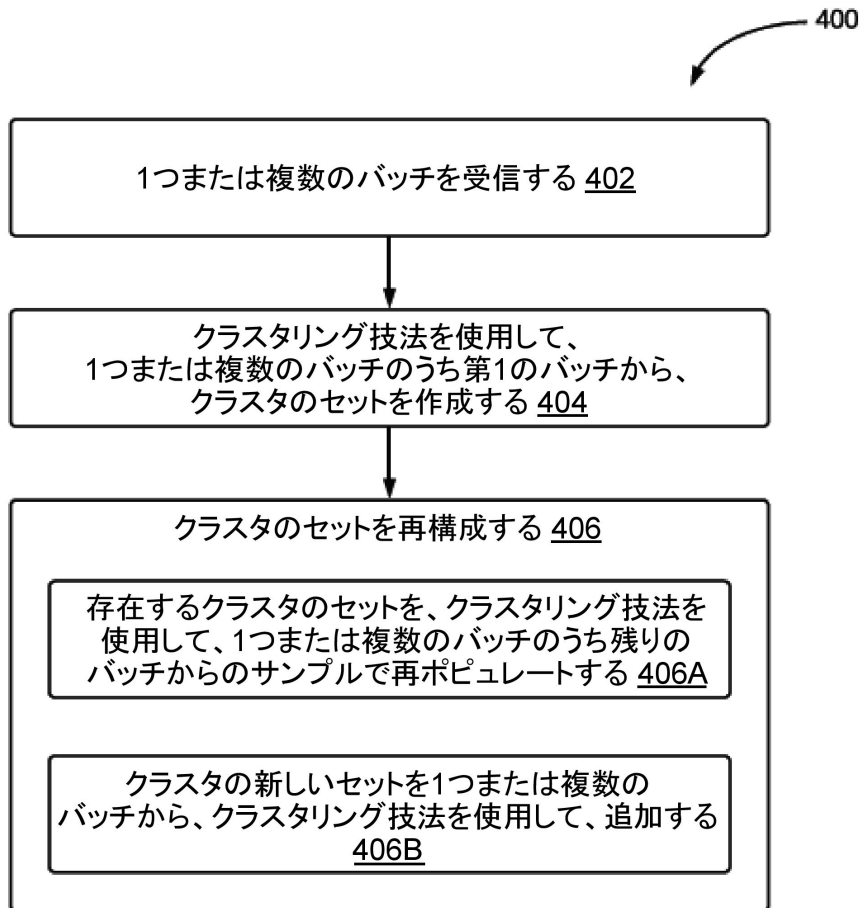 400
1つまたは複数のバッチを受信する 402
クラスタリング技法を使用して、
1つまたは複数のバッチのうち第1のバッチから、
クラスタのセットを作成する 404
クラスタのセットを再構成する 406
存在するクラスタのセットを、クラスタリング技法を
使用して、1つまたは複数のバッチのうち残りの
バッチからのサンプルで再ポピュレートする 406A
クラスタの新しいセットを1つまたは複数の
バッチから、クラスタリング技法を使用して、追加する
406B